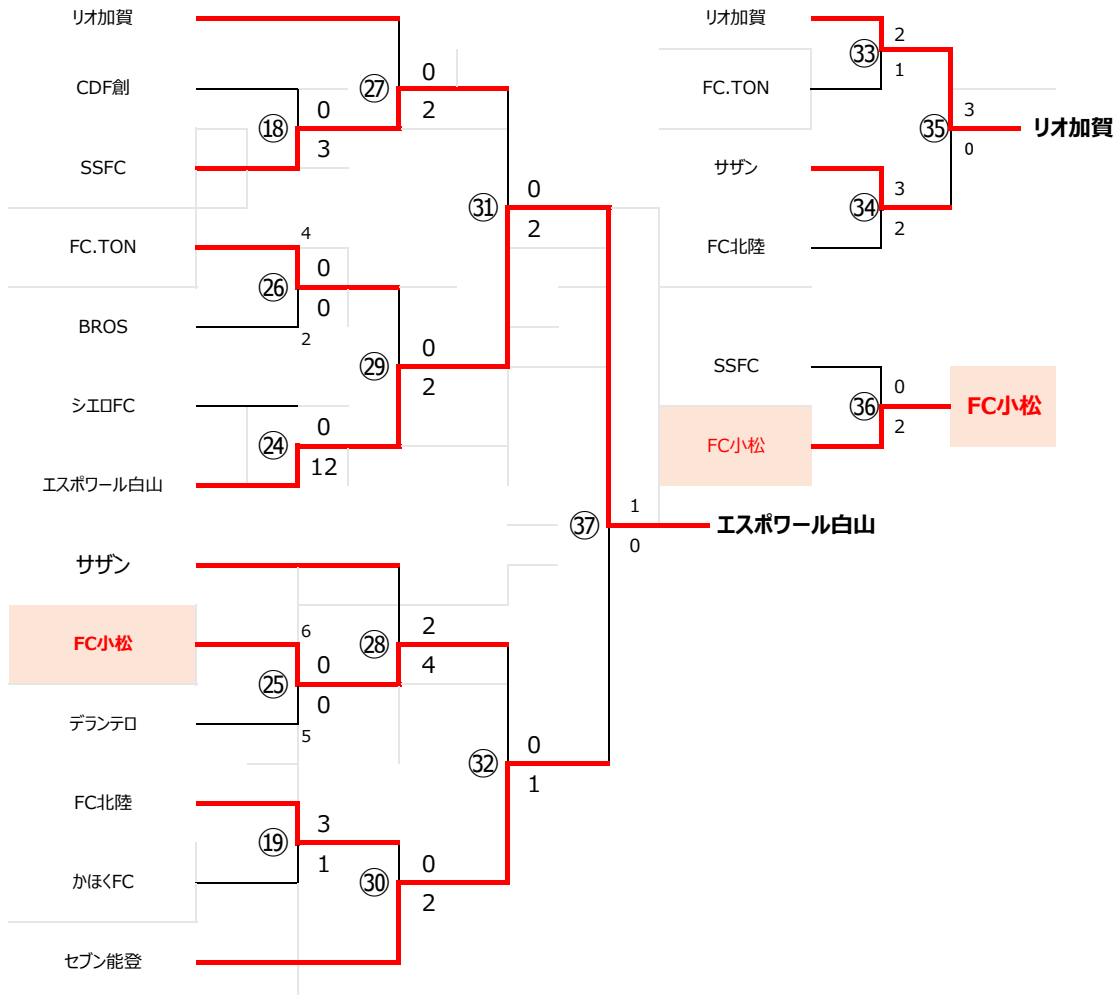 リオ加賀
0
㉗
2
CDF創
0
⑱
3
SSFC
0
㉛
2
FC.TON
4
0
㉖
0
2
BROS
0
㉙
2
シエロFC
0
㉔
12
エスポワール白山
1
㊲
0
エスポワール白山
サザン
2
㉘
4
FC小松
6
0
㉕
0
5
デランテロ
0
㉜
1
FC北陸
3
⑲
1
かほくFC
0
㉚
2
セブン能登
リオ加賀
2
㉝
1
FC.TON
3
㉟
0
リオ加賀
サザン
3
㉞
2
FC北陸
SSFC
0
㊱
2
FC小松
FC小松